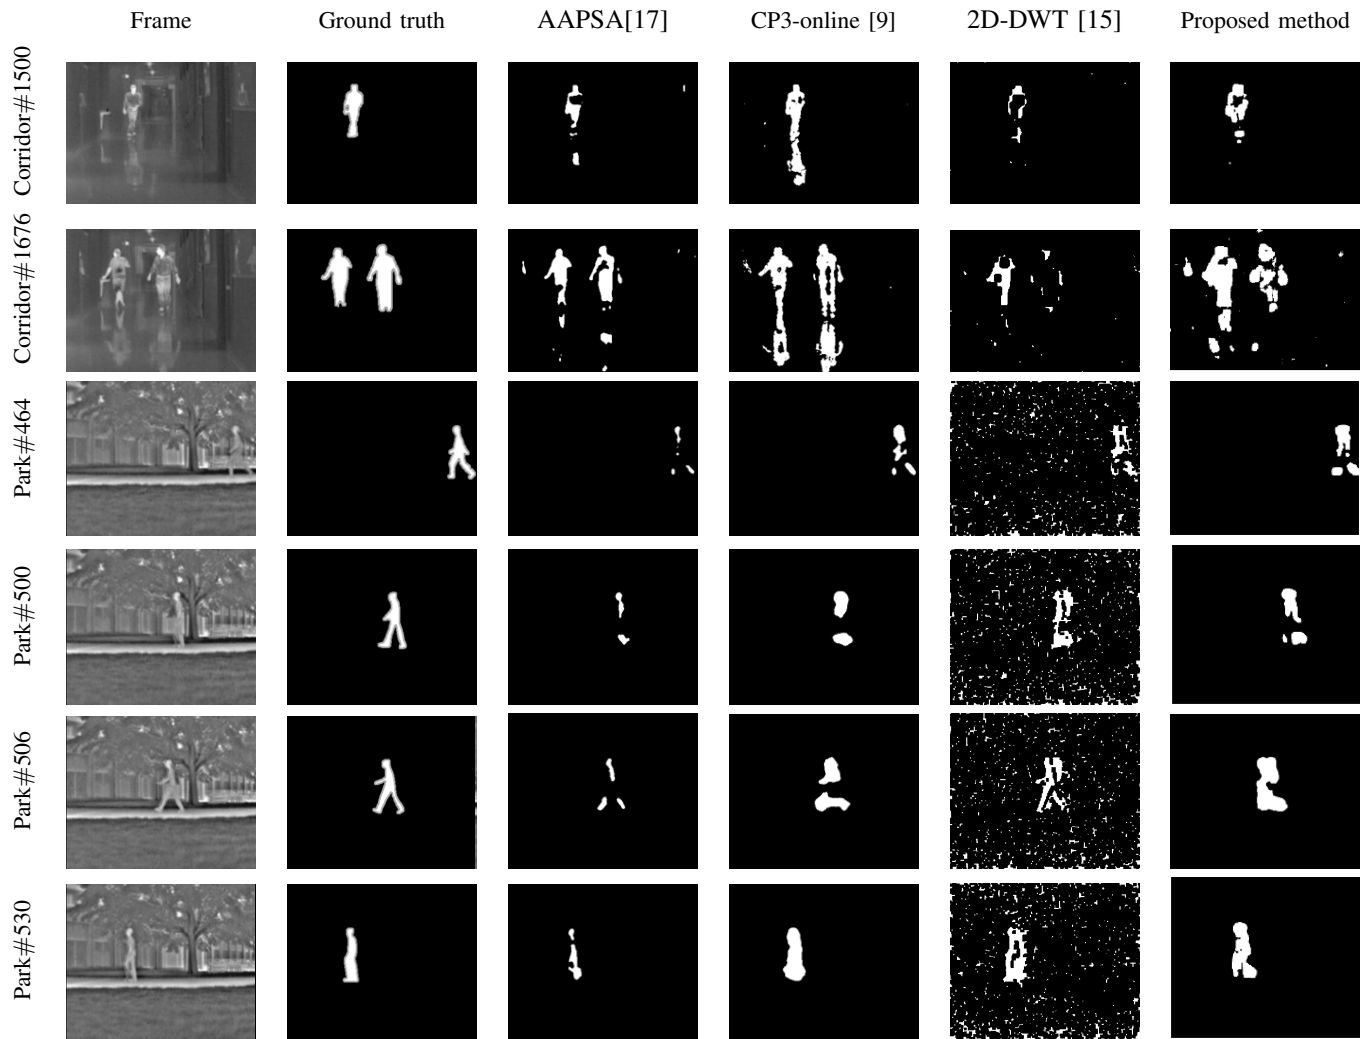 Frame Ground truth AAPSA[17] CP3-online [9] 2D-DWT [15] Proposed method
Corridor#1500
Corridor#1676
Park#464
Park#500
Park#506
Park#530